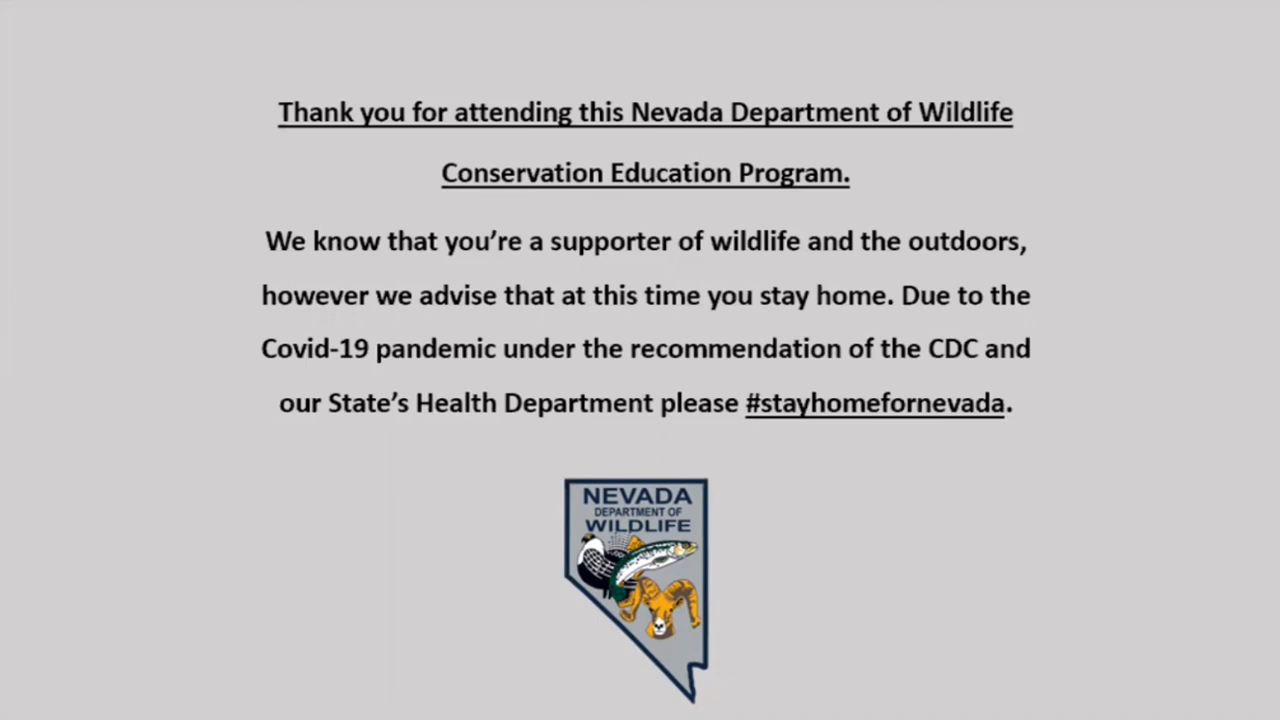 Thank you for attending this Nevada Department of Wildlife
Conservation Education Program.
We know that you’re a supporter of wildlife and the outdoors,
however we advise that at this time you stay home. Due to the
Covid-19 pandemic under the recommendation of the CDC and
our State’s Health Department please #stayhomefornevada.
NEVADA
DEPARTMENT OF
WILDLIFE